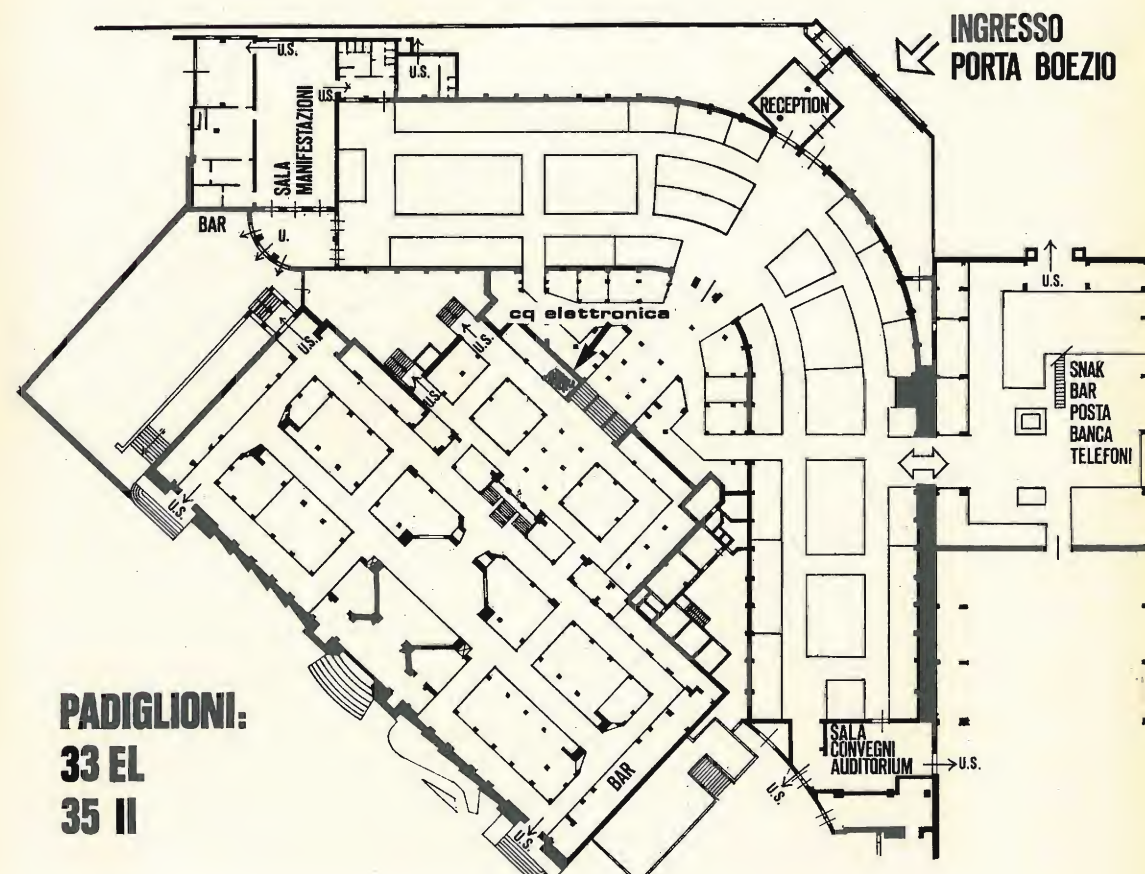 INGRESSO
PORTA BOEZIO
U.S.
U.S.
U.S.
RECEPTION
SALA
MANIFESTAZIONI
BAR
U.
U.S.
cq elettronica
U.S.
U.S.
U.S.
SNAK
BAR
POSTA
BANCA
TELEFONI
U.S.
PADIGLIONI:
33 EL
35 II
SALA
CONVEGNI
AUDITORIUM
U.S.
BAR
U.S.
U.S.